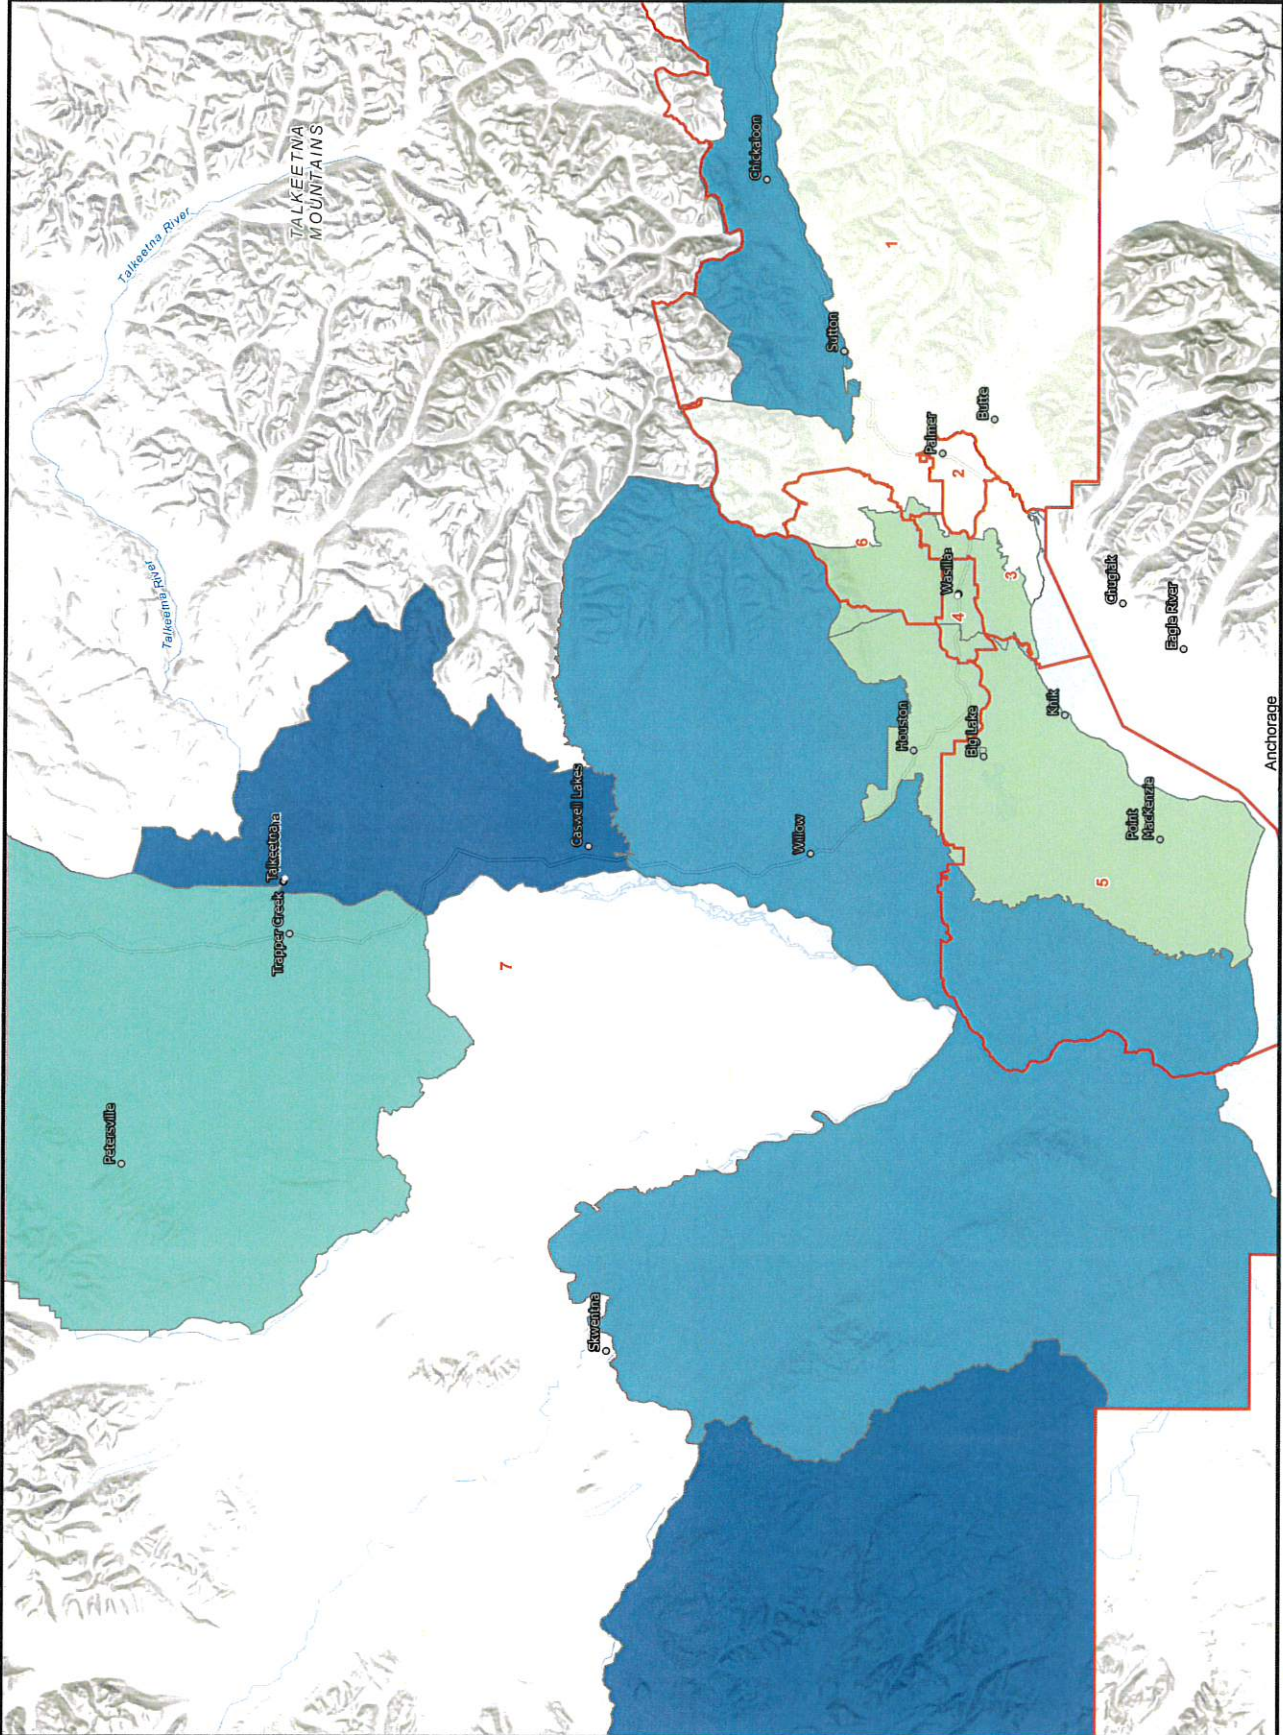 TALKEETNA
MOUNTAINS
Talkeetna River
Talkeetna River
Petersville
Trapper Creek
Talkeetna
Caswell Lakes
7
Skwentna
Willow
Chickaloon
Sutton
1
Houston
6
Palmer
Butte
2
Wasilla
4
3
Big Lake
Knik
Point
MacKenzie
5
Chugiak
Eagle River
Anchorage